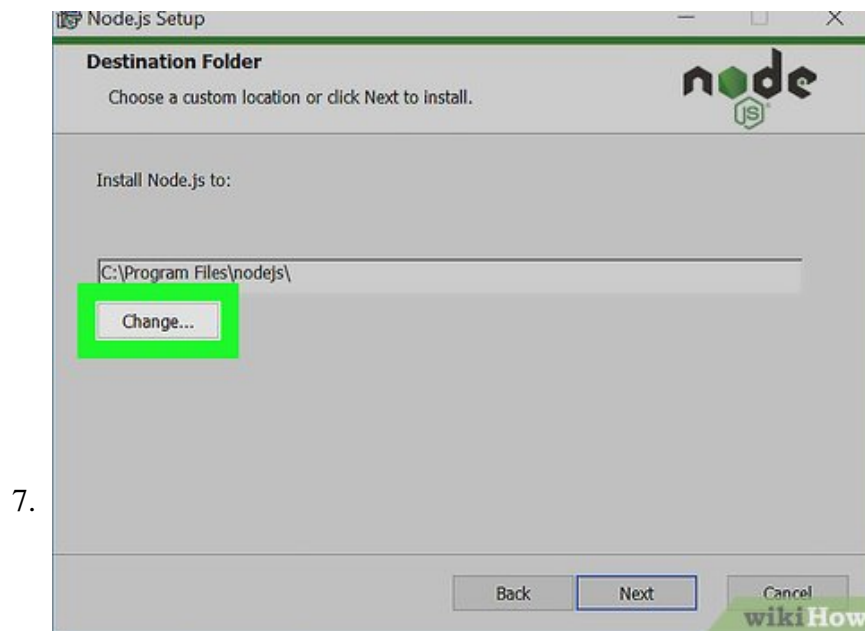 Node.js Setup
Destination Folder
Choose a custom location or click Next to install.
node
JS
Install Node.js to:
C:\Program Files\nodejs\
Change...
7.
Back Next Cancel
wikiHow